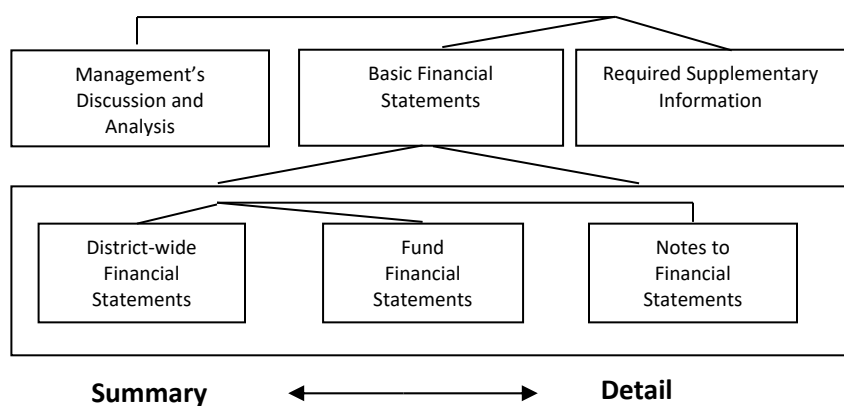 Management’s
Discussion and
Analysis
Basic Financial
Statements
Required Supplementary
Information
District-wide
Financial
Statements
Fund
Financial
Statements
Notes to
Financial
Statements
Summary
Detail